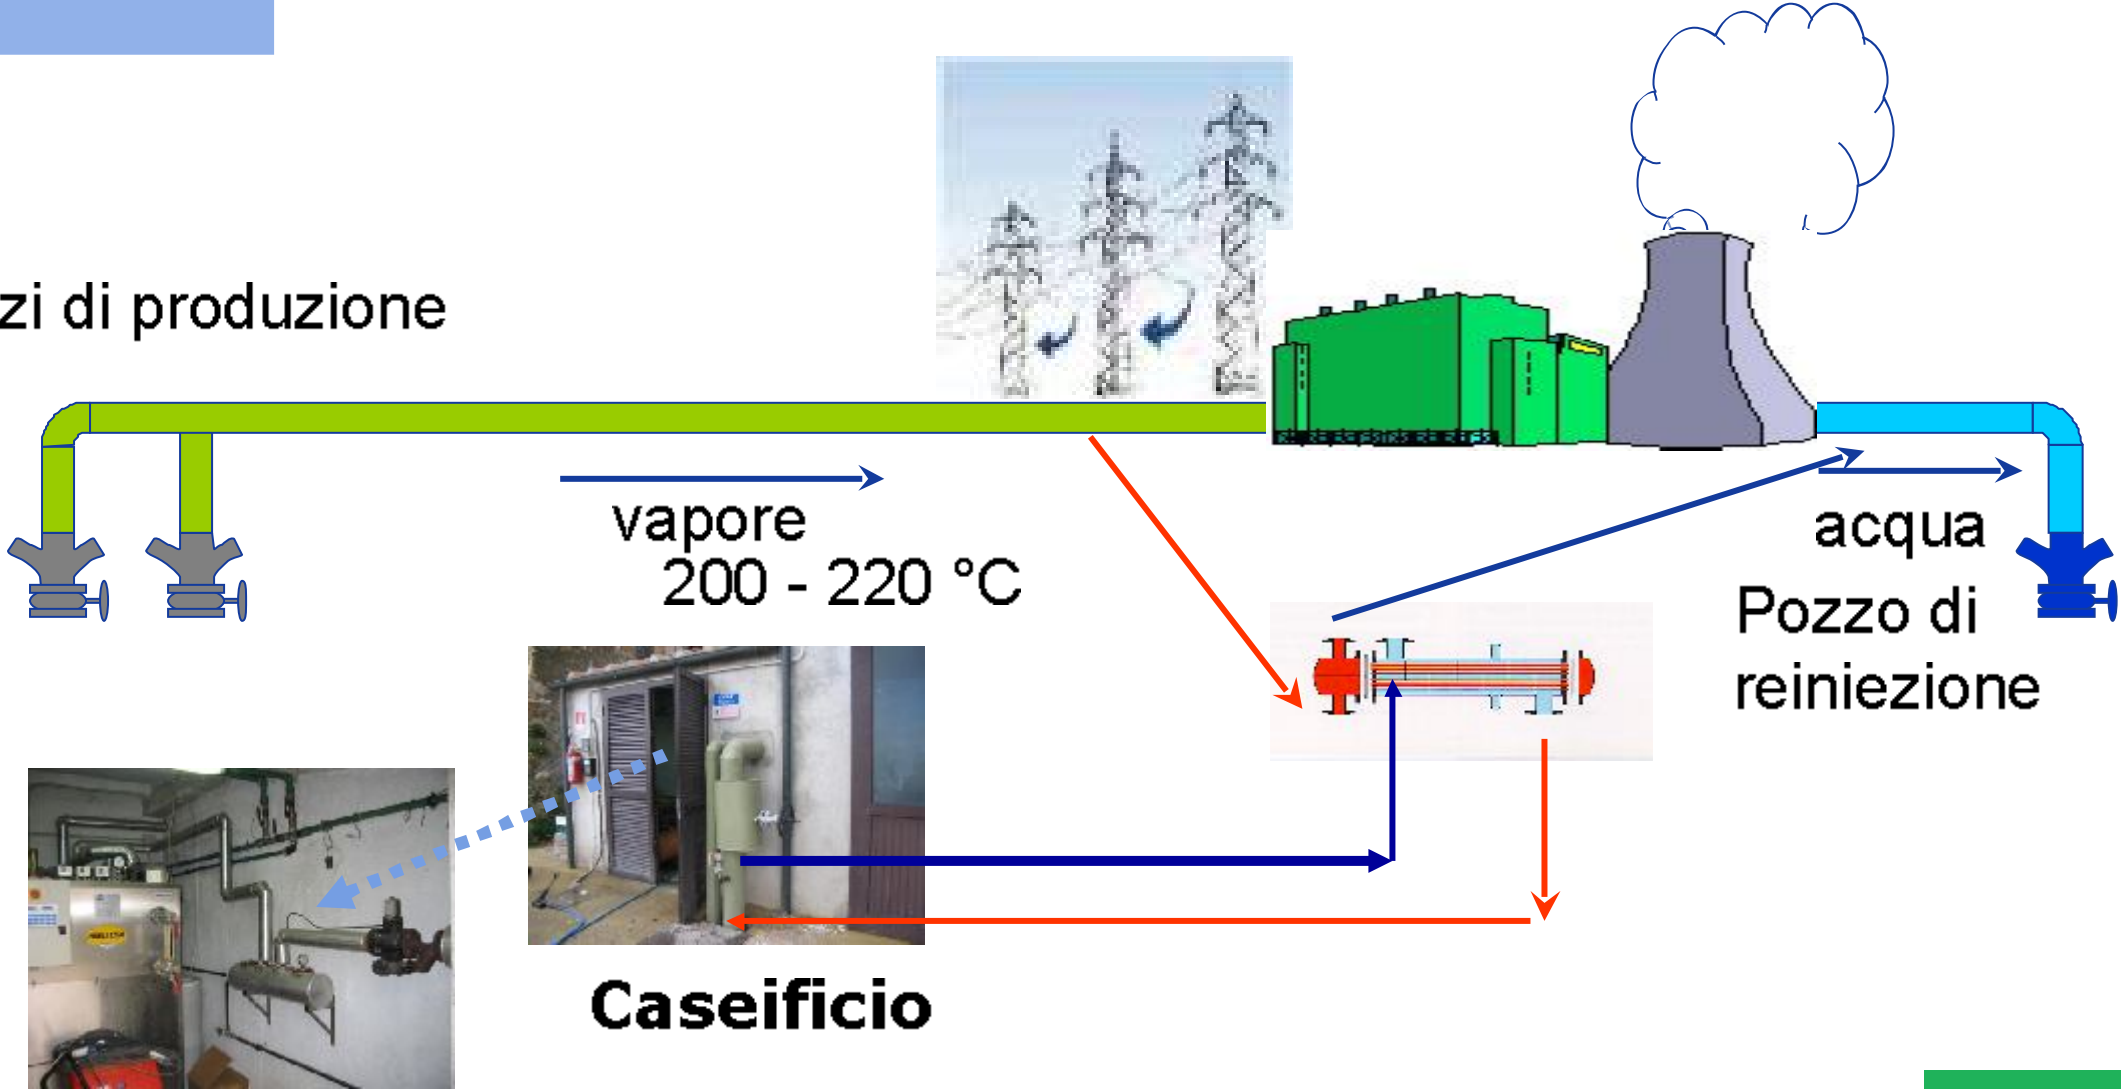 zi di produzione
vapore
200 - 220 °C
acqua
Pozzo di
reiniezione
Caseificio